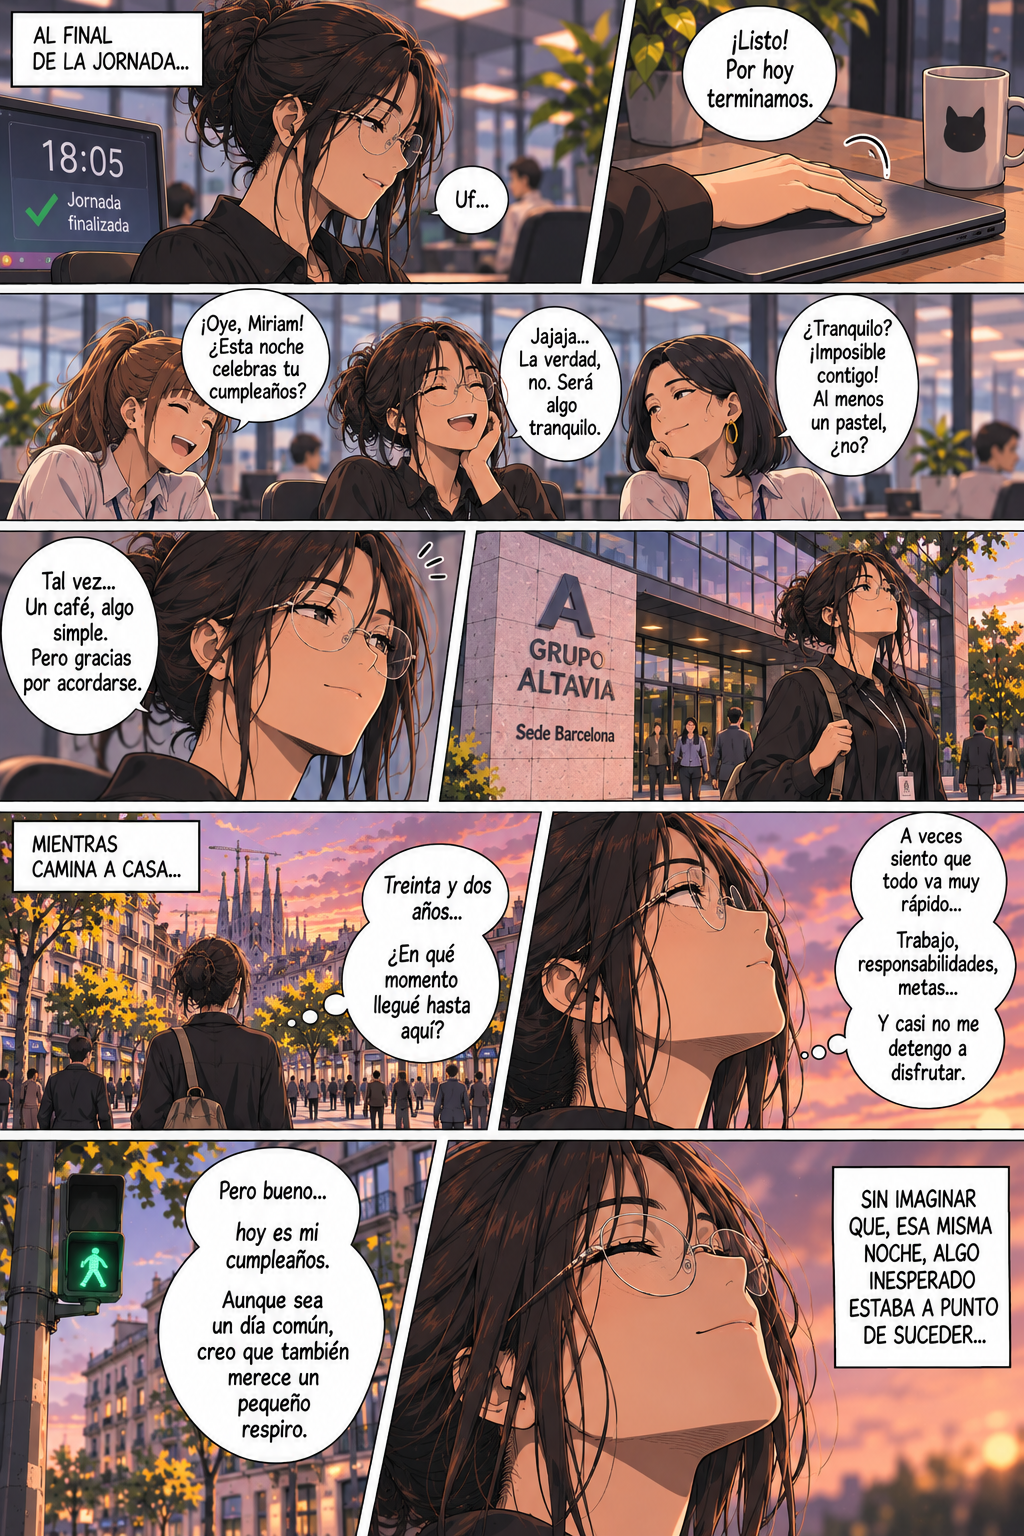 AL FINAL
DE LA JORNADA...
18:05
Jornada
finalizada
Uf...
¡Listo!
Por hoy
terminamos.
¡Oye, Miriam!
¿Esta noche
celebras tu
cumpleaños?
Jajaja...
La verdad,
no. Será
algo
tranquilo.
¿Tranquilo?
¡Imposible
contigo!
Al menos
un pastel,
¿no?
Tal vez...
Un café, algo
simple.
Pero gracias
por acordarse.
A
GRUPO
ALTAVIA
Sede Barcelona
MIENTRAS
CAMINA A CASA...
Treinta y dos
años...
¿En qué
momento
llegué hasta
aquí?
A veces
siento que
todo va muy
rápido...
Trabajo,
responsabilidades,
metas...
Y casi no me
detengo a
disfrutar.
Pero bueno...
hoy es mi
cumpleaños.
Aunque sea
un día común,
creo que también
merece un
pequeño
respiro.
SIN IMAGINAR
QUE, ESA MISMA
NOCHE, ALGO
INESPERADO
ESTABA A PUNTO
DE SUCEDER...